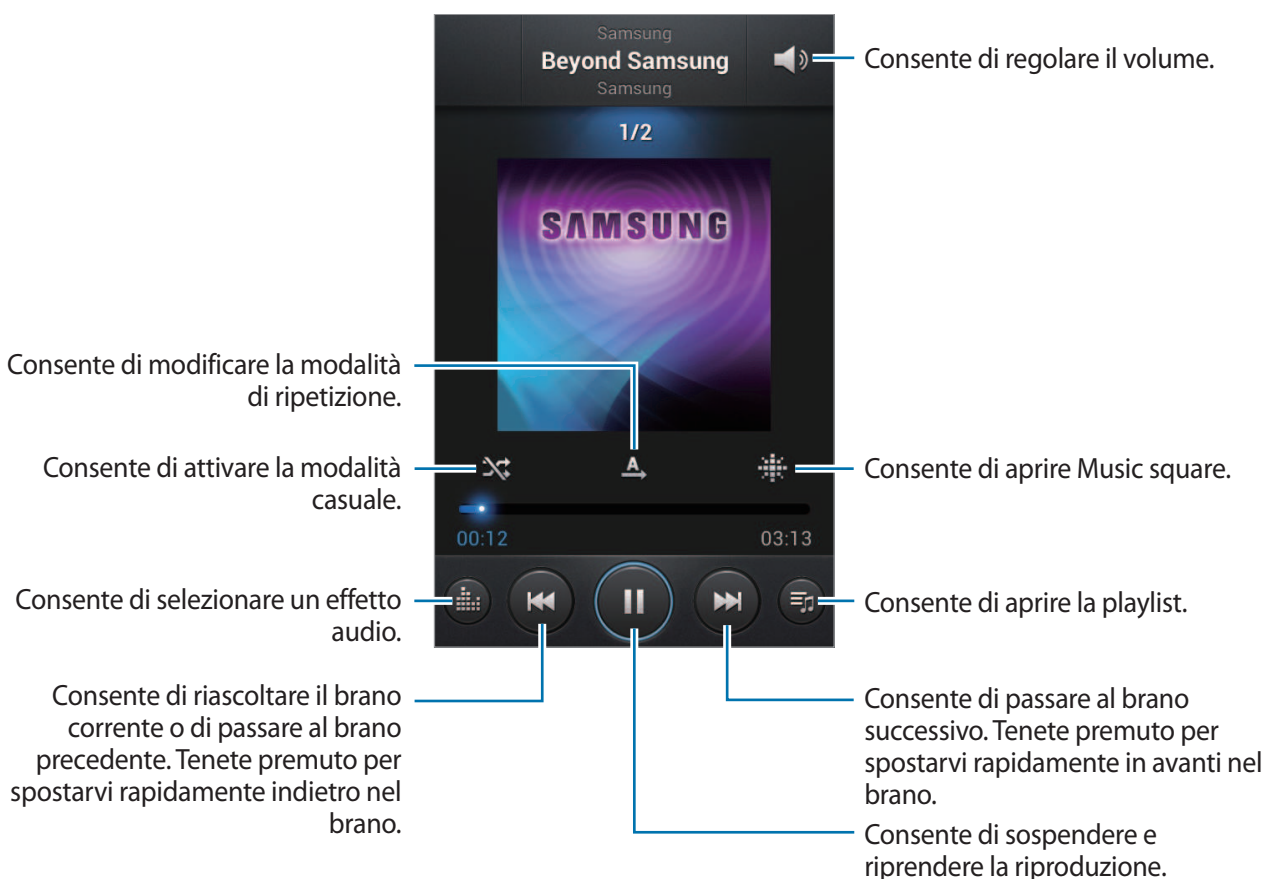 Samsung
Beyond Samsung
Samsung
Consente di regolare il volume.
1/2
SAMSUNG
Consente di modificare la modalità
di ripetizione.
A
Consente di attivare la modalità
casuale.
Consente di aprire Music square.
00:12
03:13
Consente di selezionare un effetto
audio.
Consente di aprire la playlist.
Consente di riascoltare il brano
corrente o di passare al brano
precedente. Tenete premuto per
spostarvi rapidamente indietro nel
brano.
Consente di passare al brano
successivo. Tenete premuto per
spostarvi rapidamente in avanti nel
brano.
Consente di sospendere e
riprendere la riproduzione.